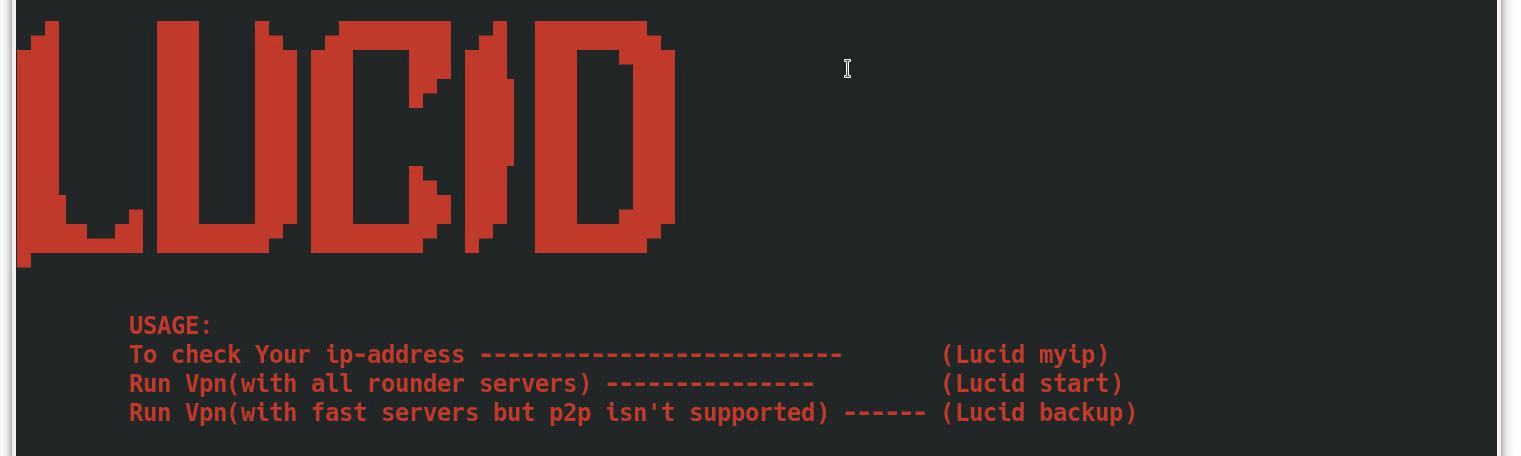 LUCID
USAGE:
To check Your ip-address -------------------------- (Lucid myip)
Run Vpn(with all rounder servers) --------------- (Lucid start)
Run Vpn(with fast servers but p2p isn't supported) ------ (Lucid backup)